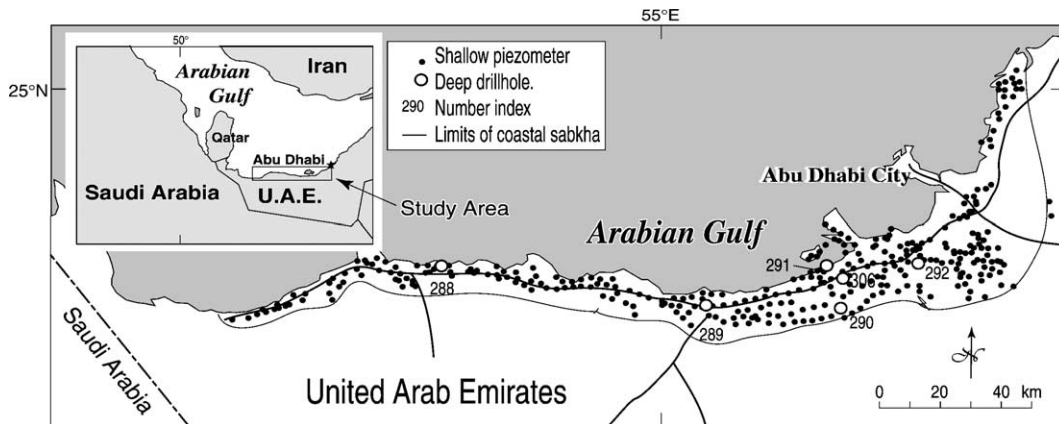 55°E
25°N
50°
Arabian
Gulf
Iran
Qatar
Abu Dhabi
Saudi Arabia
U.A.E.
Study Area
Shallow piezometer
Deep drillhole.
290 Number index
Limits of coastal sabkha
Abu Dhabi City
Arabian Gulf
291
306
292
288
289
290
Saudi Arabia
United Arab Emirates
N
0 20 40 km